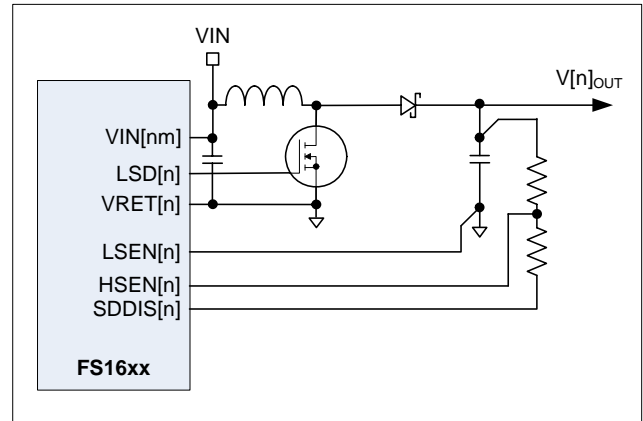 VIN
V[n]OUT
VIN[nm]
LSD[n]
VRET[n]
LSEN[n]
HSEN[n]
SDDIS[n]
FS16xx